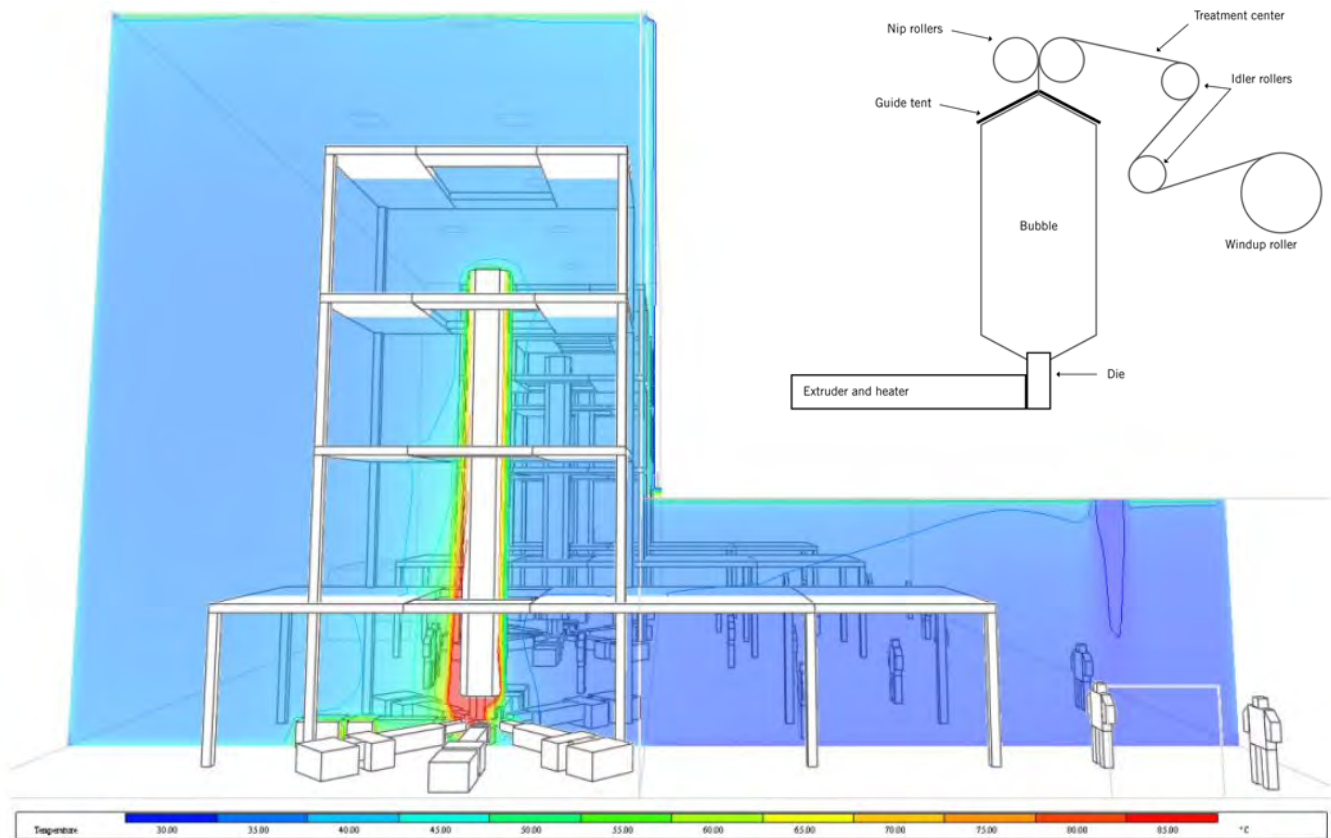 Nip rollers
Treatment center
Idler rollers
Guide tent
Bubble
Windup roller
Die
Extruder and heater
Temperature 30.00 35.00 40.00 45.00 50.00 55.00 60.00 65.00 70.00 75.00 80.00 85.00 °C